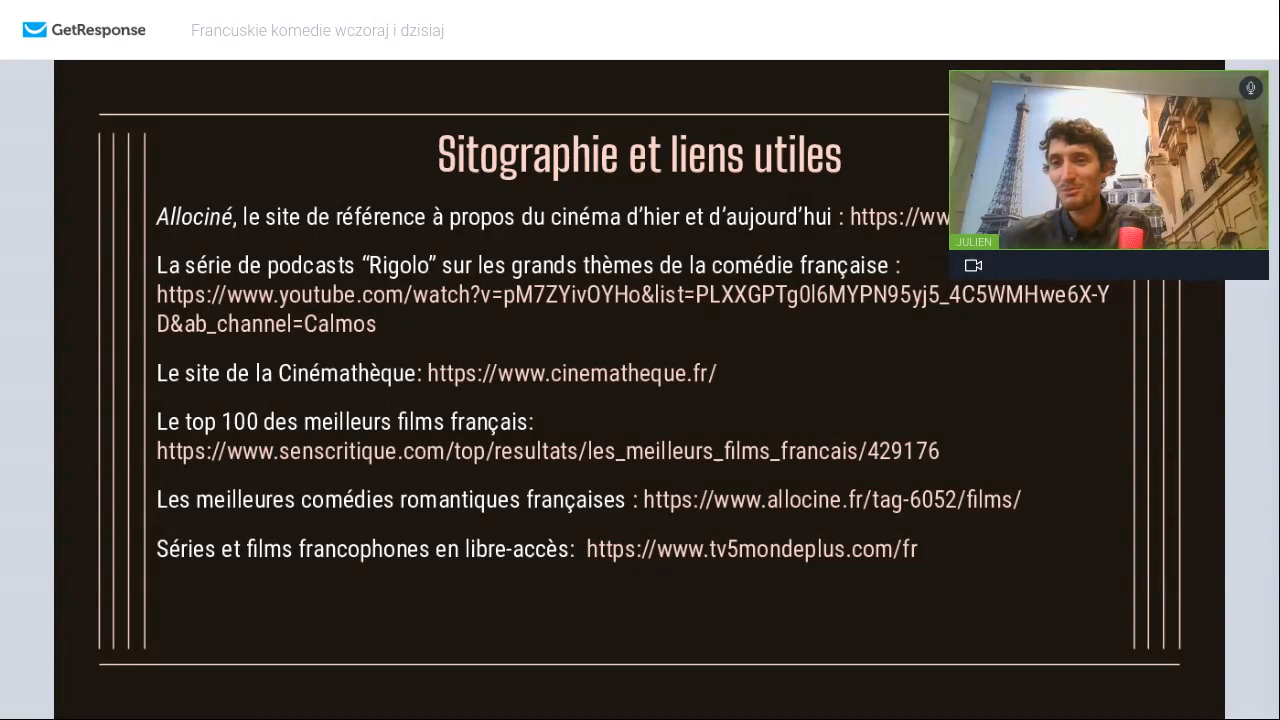 GetResponse
Francuskie komedie wczoraj i dzisiaj
Sitographie et liens utiles
Allociné, le site de référence à propos du cinéma d’hier et d’aujourd’hui : https://ww
JULIEN
La série de podcasts “Rigolo” sur les grands thèmes de la comédie française :
https://www.youtube.com/watch?v=pM7ZYivOYHo&list=PLXXGPTg0l6MYPN95yj5_4C5WMHwe6X-Y
D&ab_channel=Calmos
Le site de la Cinémathèque: https://www.cinematheque.fr/
Le top 100 des meilleurs films français:
https://www.senscritique.com/top/resultats/les_meilleurs_films_francais/429176
Les meilleures comédies romantiques françaises : https://www.allocine.fr/tag-6052/films/
Séries et films francophones en libre-accès:  https://www.tv5mondeplus.com/fr